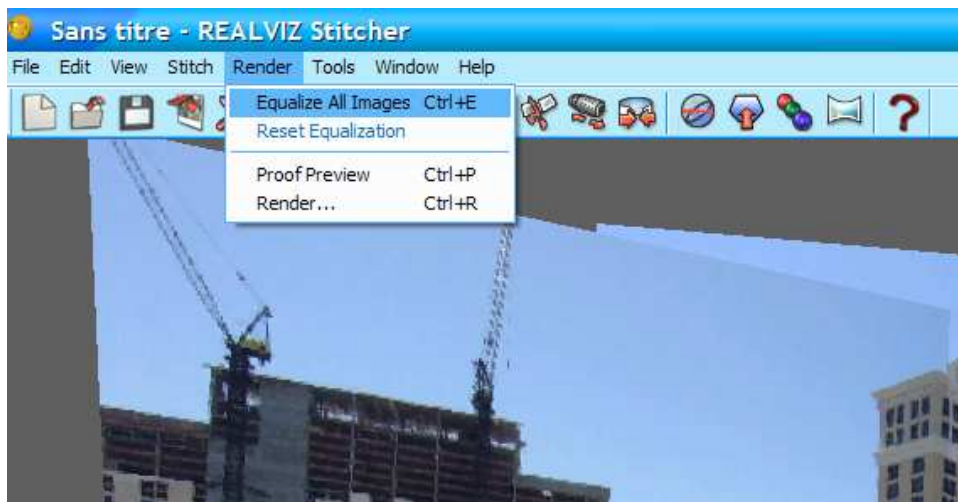 Sans titre - REALVIZ Stitcher
File Edit View Stitch Render Tools Window Help
Equalize All Images Ctrl+E
Reset Equalization
Proof Preview Ctrl+P
Render... Ctrl+R
?